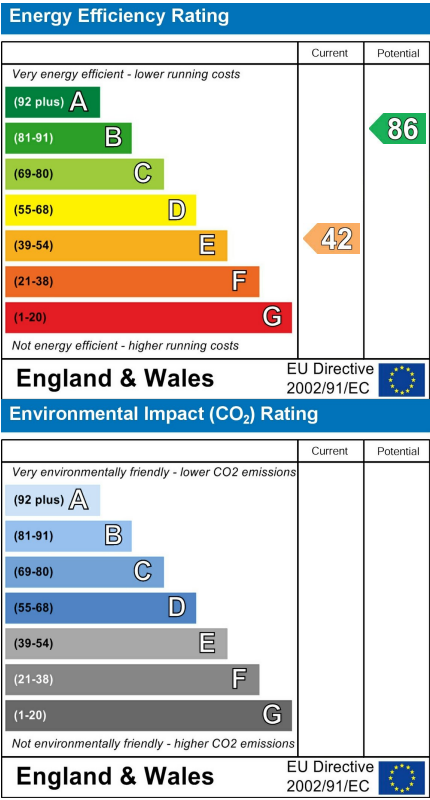 Energy Efficiency Rating
Current Potential
Very energy efficient - lower running costs
(92 plus) A
(81-91) B
86
(69-80) C
(55-68) D
(39-54) E
42
(21-38) F
(1-20) G
Not energy efficient - higher running costs
England & Wales
EU Directive
2002/91/EC
Environmental Impact (CO₂) Rating
Current Potential
Very environmentally friendly - lower CO2 emissions
(92 plus) A
(81-91) B
(69-80) C
(55-68) D
(39-54) E
(21-38) F
(1-20) G
Not environmentally friendly - higher CO2 emissions
England & Wales
EU Directive
2002/91/EC